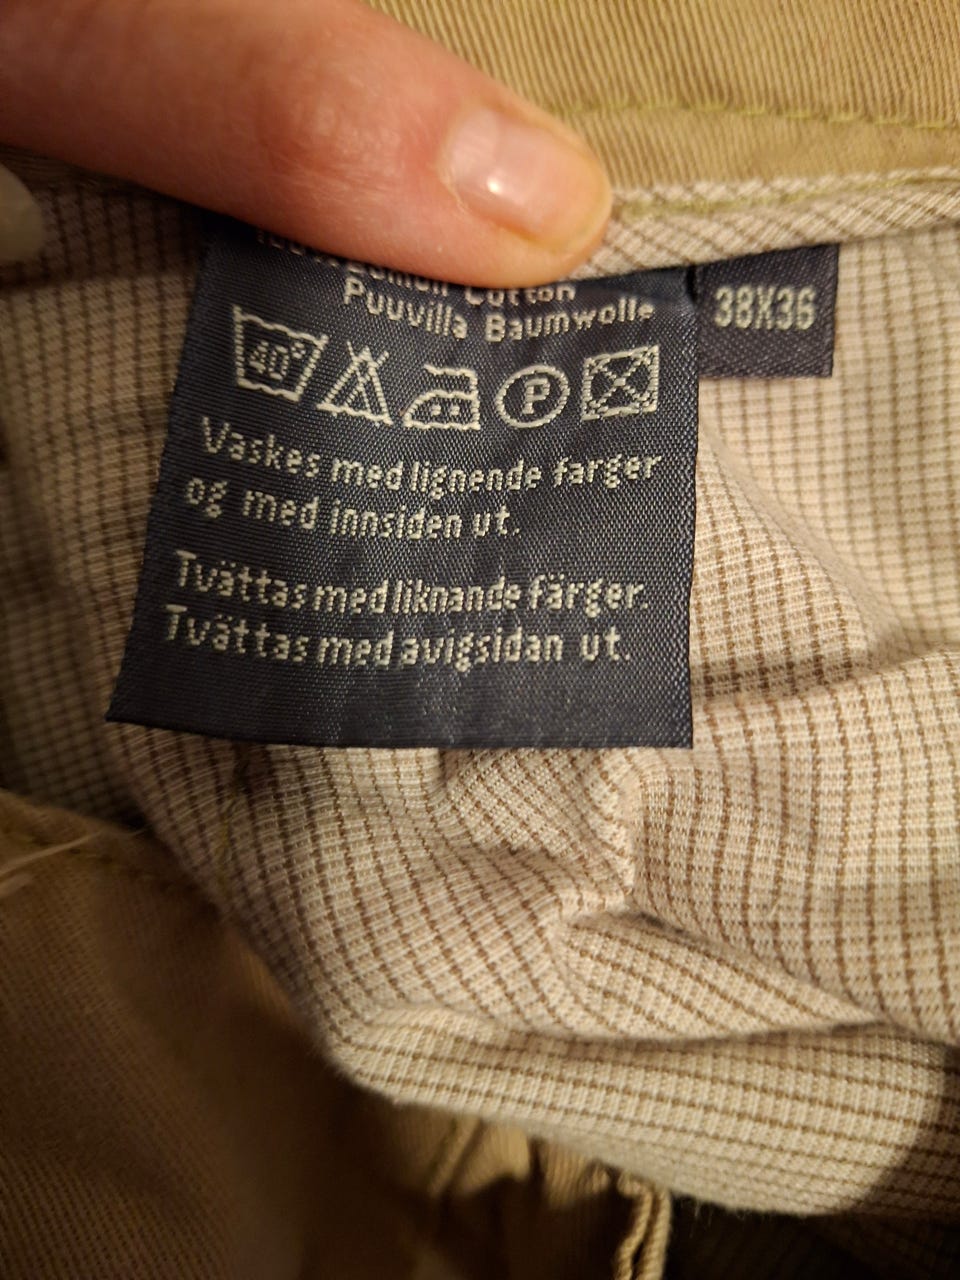 Cotton
Puuvilla Baumwolle
38X36
40°
P
Vaskes med lignende farger
og med innsiden ut.
Tvättas med liknande färger.
Tvättas med avigsidan ut.